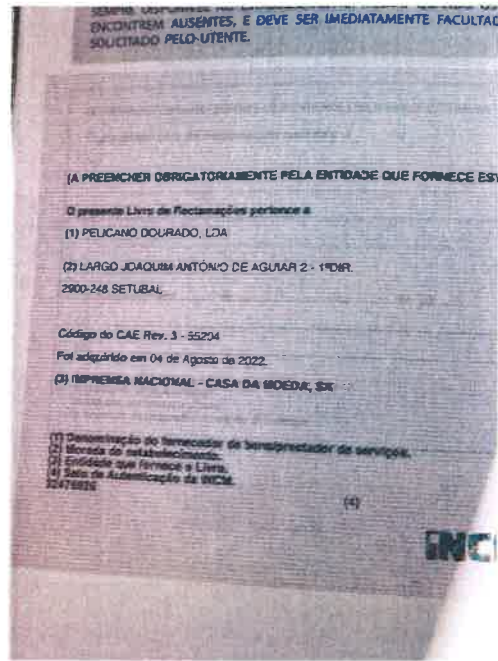 SEMPRE DISPONÍVEL
ENCONTREM AUSENTES, E DEVE SER IMEDIATAMENTE FACULTAD
SOLICITADO PELO UTENTE.
(A PREENCHER OBRIGATORIAMENTE PELA ENTIDADE QUE FORNECE EST
O presente Livro de Reclamações pertence a
(1) PELICANO DOURADO, LDA
(2) LARGO JOAQUIM ANTÓNIO DE AGUIAR 2 - 1ºDIR.
2900-248 SETUBAL
Código do CAE Rev. 3 - 55204
Foi adquirido em 04 de Agosto de 2022
(3) IMPRENSA NACIONAL - CASA DA MOEDA, SA
(1) Denominação do fornecedor de bens/prestador de serviços.
(2) Morada do estabelecimento.
(3) Entidade que fornece o Livro.
(4) Selo de Autenticação da INCM.
(4)
INC